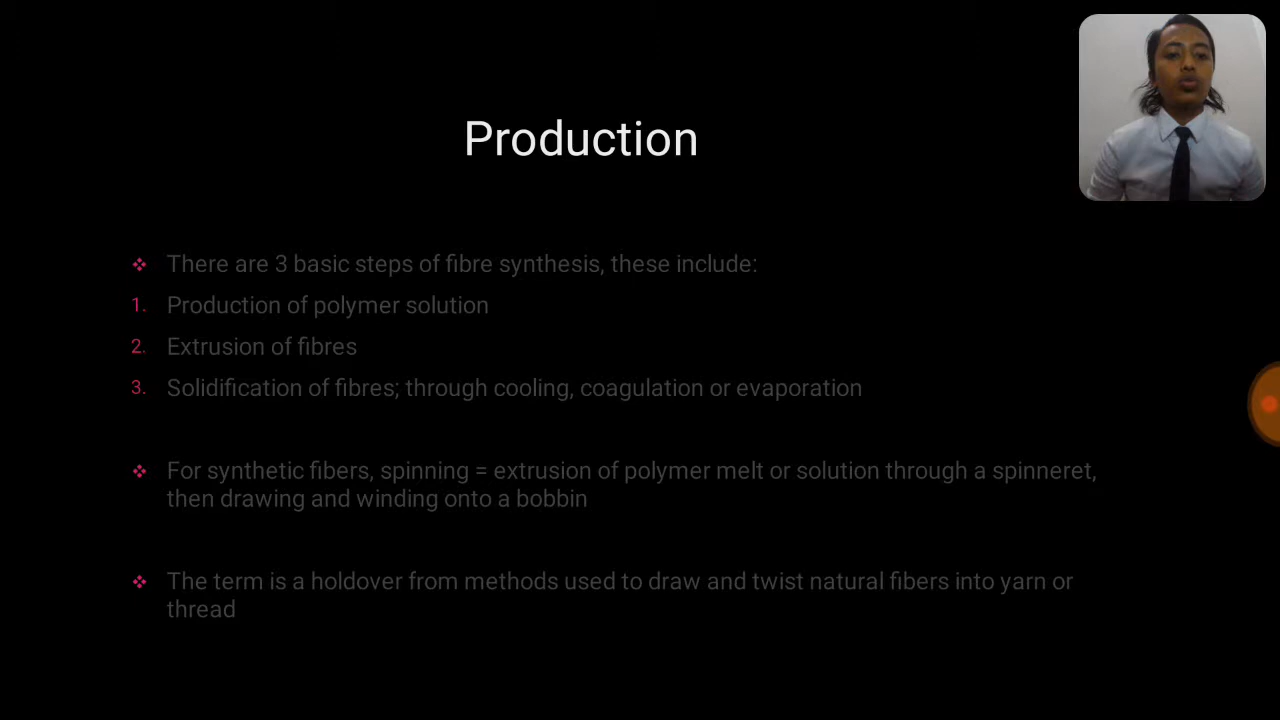 Production
❖ There are 3 basic steps of fibre synthesis, these include:
1. Production of polymer solution
2. Extrusion of fibres
3. Solidification of fibres; through cooling, coagulation or evaporation
❖ For synthetic fibers, spinning = extrusion of polymer melt or solution through a spinneret,
then drawing and winding onto a bobbin
❖ The term is a holdover from methods used to draw and twist natural fibers into yarn or
thread